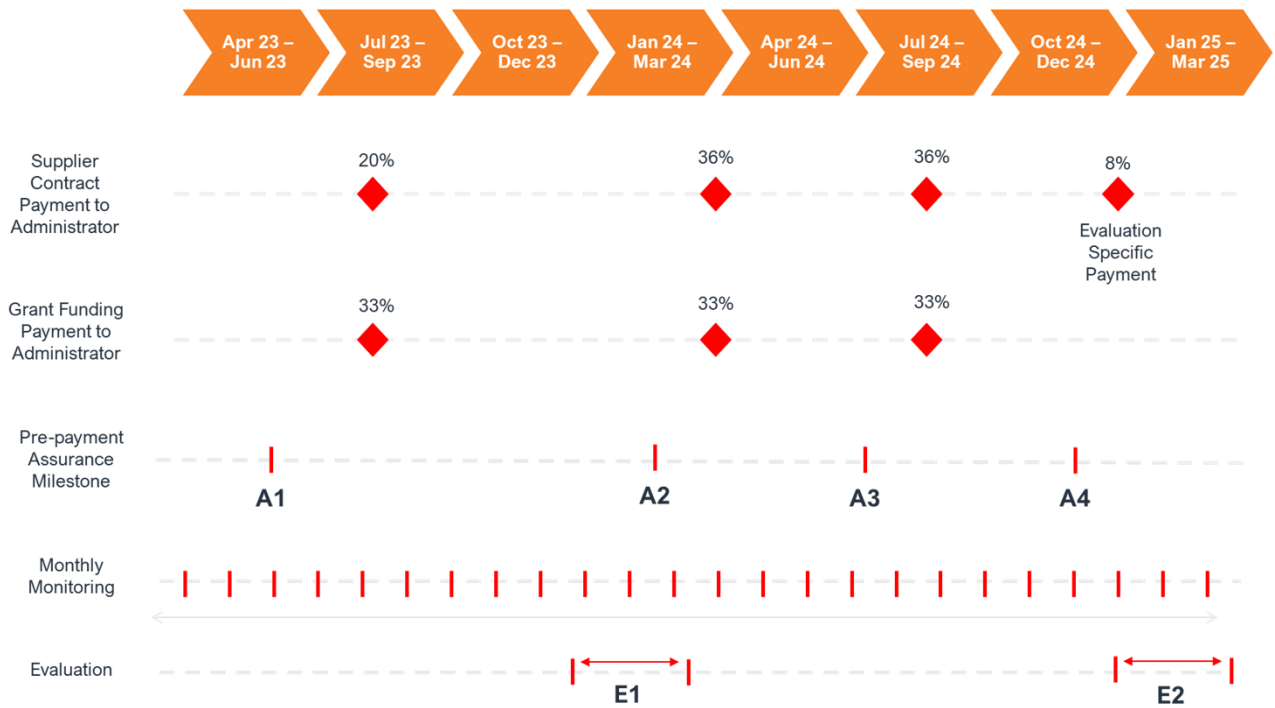 Apr 23 –
Jun 23
Jul 23 –
Sep 23
Oct 23 –
Dec 23
Jan 24 –
Mar 24
Apr 24 –
Jun 24
Jul 24 –
Sep 24
Oct 24 –
Dec 24
Jan 25 –
Mar 25
Supplier
Contract
Payment to
Administrator
20%
36%
36%
8%
Evaluation
Specific
Payment
Grant Funding
Payment to
Administrator
33%
33%
33%
Pre-payment
Assurance
Milestone
A1
A2
A3
A4
Monthly
Monitoring
Evaluation
E1
E2